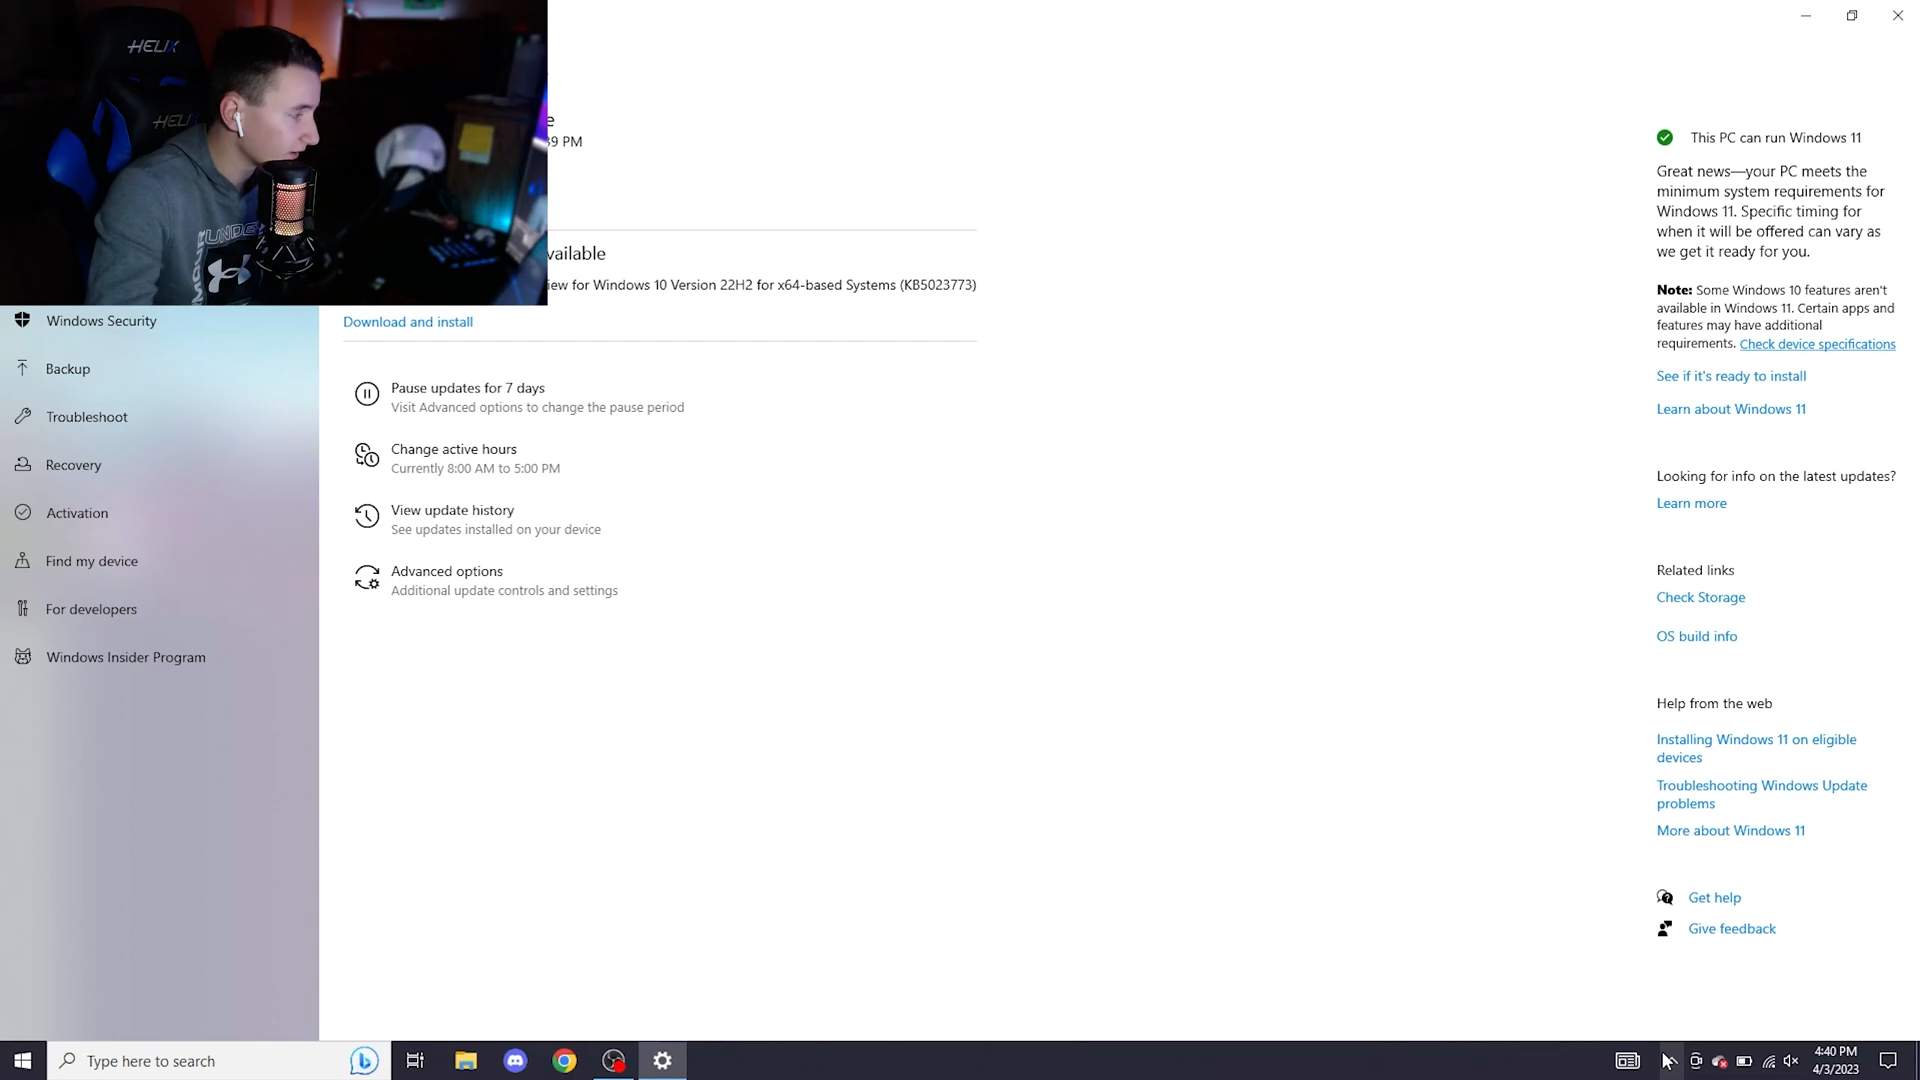 HELIX
HELI
UNDE
e
39 PM
vailable
iew for Windows 10 Version 22H2 for x64-based Systems (KB5023773)
Download and install
Windows Security
Backup
Troubleshoot
Recovery
Activation
Find my device
For developers
Windows Insider Program
Pause updates for 7 days
Visit Advanced options to change the pause period
Change active hours
Currently 8:00 AM to 5:00 PM
View update history
See updates installed on your device
Advanced options
Additional update controls and settings
This PC can run Windows 11
Great news—your PC meets the
minimum system requirements for
Windows 11. Specific timing for
when it will be offered can vary as
we get it ready for you.
Note: Some Windows 10 features aren't
available in Windows 11. Certain apps and
features may have additional
requirements. Check device specifications
See if it's ready to install
Learn about Windows 11
Looking for info on the latest updates?
Learn more
Related links
Check Storage
OS build info
Help from the web
Installing Windows 11 on eligible
devices
Troubleshooting Windows Update
problems
More about Windows 11
Get help
Give feedback
Type here to search
4:40 PM
4/3/2023